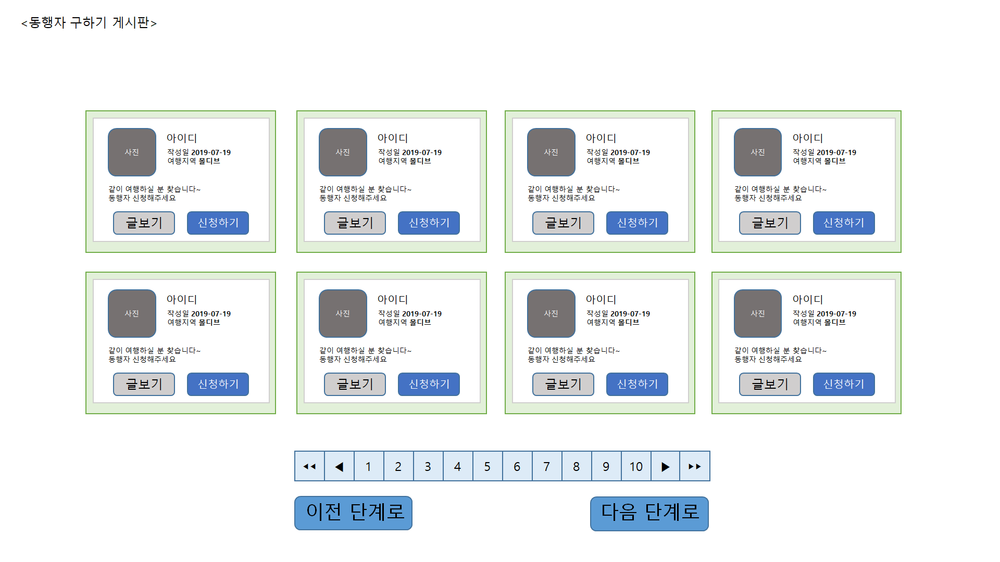 <동행자 구하기 게시판>
사진
아이디
작성일 2019-07-19
여행지역 몰디브
같이 여행하실 분 찾습니다~
동행자 신청해주세요
글보기 신청하기
사진
아이디
작성일 2019-07-19
여행지역 몰디브
같이 여행하실 분 찾습니다~
동행자 신청해주세요
글보기 신청하기
사진
아이디
작성일 2019-07-19
여행지역 몰디브
같이 여행하실 분 찾습니다~
동행자 신청해주세요
글보기 신청하기
사진
아이디
작성일 2019-07-19
여행지역 몰디브
같이 여행하실 분 찾습니다~
동행자 신청해주세요
글보기 신청하기
사진
아이디
작성일 2019-07-19
여행지역 몰디브
같이 여행하실 분 찾습니다~
동행자 신청해주세요
글보기 신청하기
사진
아이디
작성일 2019-07-19
여행지역 몰디브
같이 여행하실 분 찾습니다~
동행자 신청해주세요
글보기 신청하기
사진
아이디
작성일 2019-07-19
여행지역 몰디브
같이 여행하실 분 찾습니다~
동행자 신청해주세요
글보기 신청하기
사진
아이디
작성일 2019-07-19
여행지역 몰디브
같이 여행하실 분 찾습니다~
동행자 신청해주세요
글보기 신청하기
◀◀ ◀ 1 2 3 4 5 6 7 8 9 10 ▶ ▶▶
이전 단계로 다음 단계로